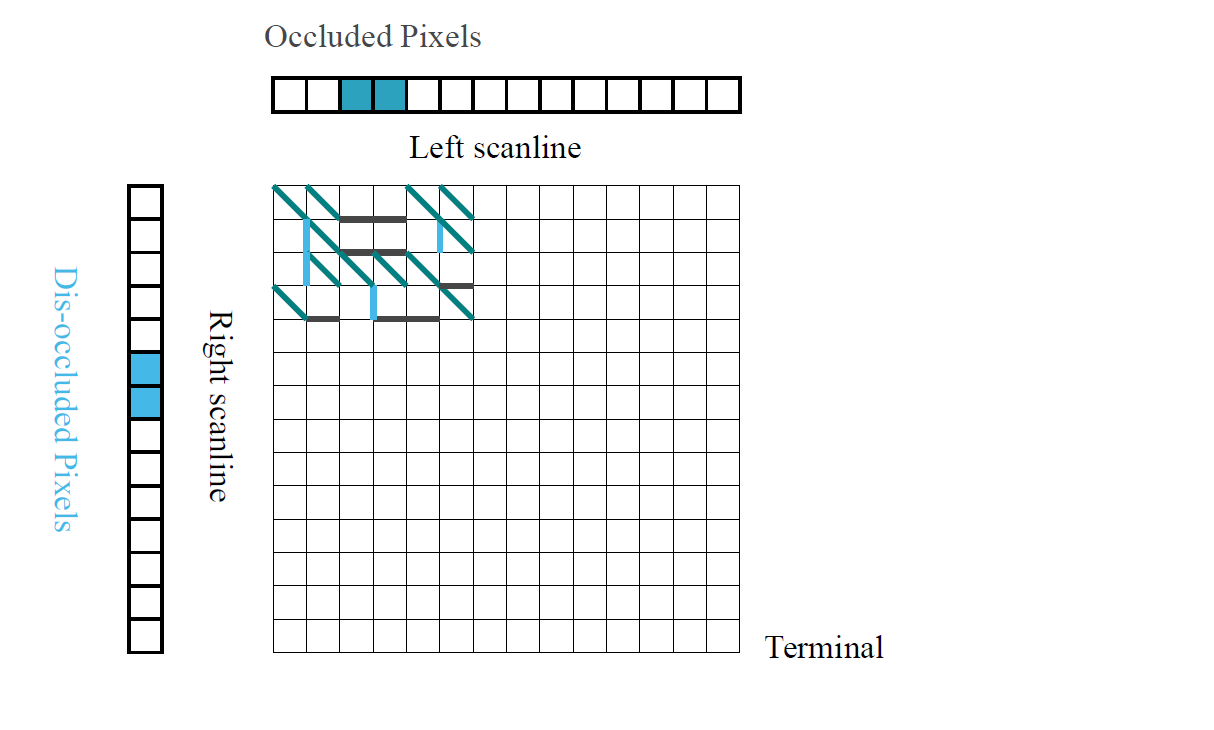 Occluded Pixels
Left scanline
Dis-occluded Pixels
Right scanline
Terminal